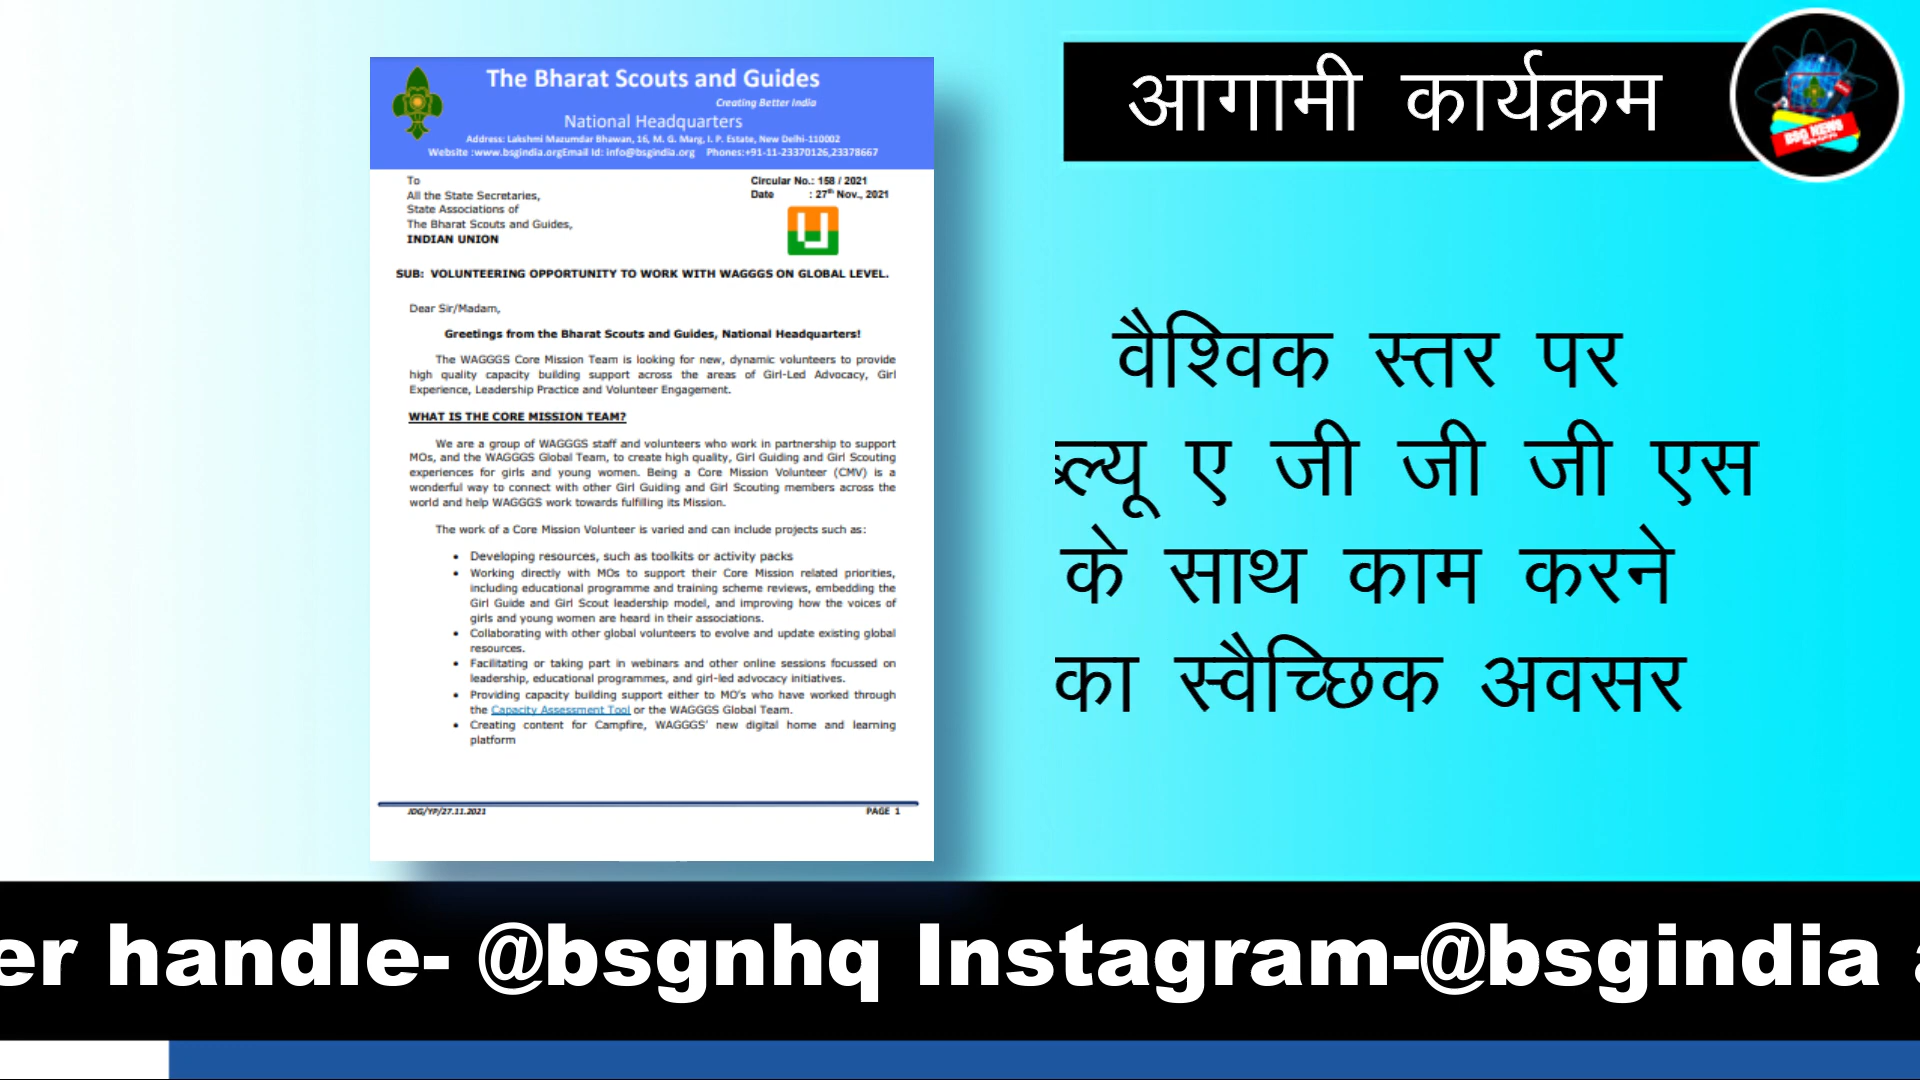 The Bharat Scouts and Guides
Creating Better India
National Headquarters
Address: Lakshmi Mazumdar Bhawan, 16, M. G. Marg, I. P. Estate, New Delhi-110002
Website :www.bsgindia.orgEmail Id: info@bsgindia.org Phones:+91-11-23370126,23378667
To
All the State Secretaries,
State Associations of
The Bharat Scouts and Guides,
INDIAN UNION
Circular No.: 158 / 2021
Date : 27th Nov., 2021
SUB: VOLUNTEERING OPPORTUNITY TO WORK WITH WAGGGS ON GLOBAL LEVEL.
Dear Sir/Madam,
Greetings from the Bharat Scouts and Guides, National Headquarters!
The WAGGGS Core Mission Team is looking for new, dynamic volunteers to provide
high quality capacity building support across the areas of Girl-Led Advocacy, Girl
Experience, Leadership Practice and Volunteer Engagement.
WHAT IS THE CORE MISSION TEAM?
We are a group of WAGGGS staff and volunteers who work in partnership to support
MOs, and the WAGGGS Global Team, to create high quality, Girl Guiding and Girl Scouting
experiences for girls and young women. Being a Core Mission Volunteer (CMV) is a
wonderful way to connect with other Girl Guiding and Girl Scouting members across the
world and help WAGGGS work towards fulfilling its Mission.
The work of a Core Mission Volunteer is varied and can include projects such as:
• Developing resources, such as toolkits or activity packs
• Working directly with MOs to support their Core Mission related priorities,
including educational programme and training scheme reviews, embedding the
Girl Guide and Girl Scout leadership model, and improving how the voices of
girls and young women are heard in their associations.
• Collaborating with other global volunteers to evolve and update existing global
resources.
• Facilitating or taking part in webinars and other online sessions focussed on
leadership, educational programmes, and girl-led advocacy initiatives.
• Providing capacity building support either to MO's who have worked through
the Capacity Assessment Tool or the WAGGGS Global Team.
• Creating content for Campfire, WAGGGS' new digital home and learning
platform
JDG/YP/27.11.2021
PAGE 1
आगामी कार्यक्रम
BSG NEWS
वैश्विक स्तर पर
ब्ल्यू ए जी जी जी एस
के साथ काम करने
का स्वैच्छिक अवसर
er handle- @bsgnhq Instagram-@bsgindia a